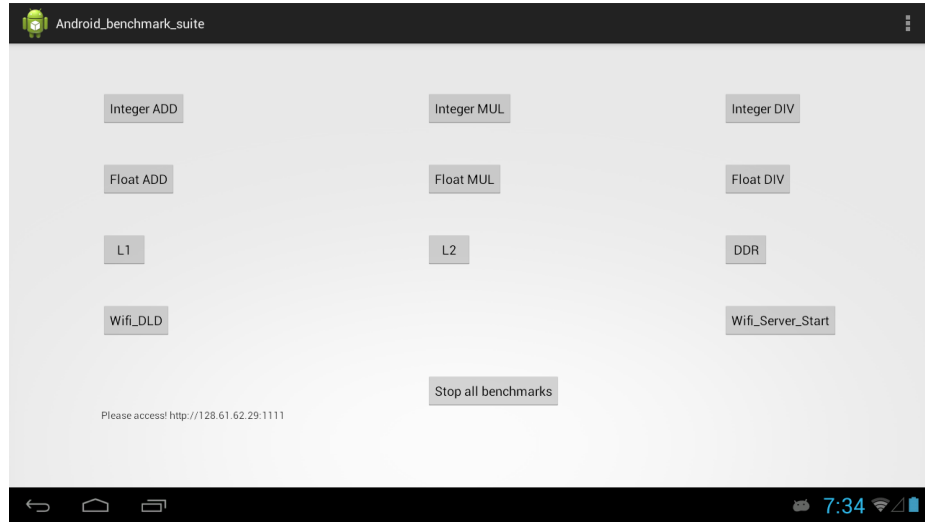 Android_benchmark_suite
Integer ADD
Integer MUL
Integer DIV
Float ADD
Float MUL
Float DIV
L1
L2
DDR
Wifi_DLD
Wifi_Server_Start
Stop all benchmarks
Please access! http://128.61.62.29:1111
7:34